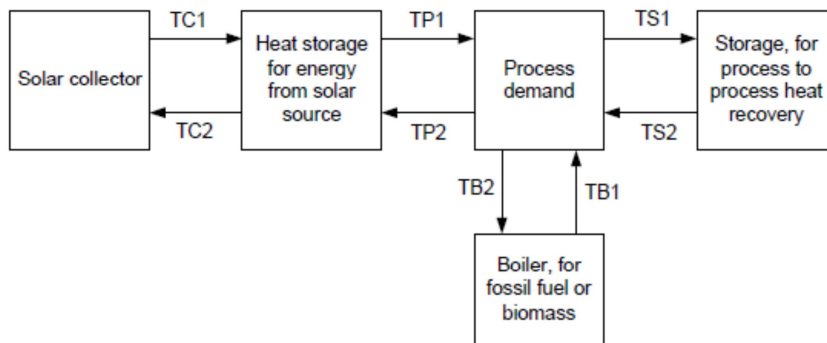 TC1
TP1
TS1
Solar collector
Heat storage
for energy
from solar
source
Process
demand
Storage, for
process to
process heat
recovery
TC2
TP2
TS2
TB2
TB1
Boiler, for
fossil fuel or
biomass